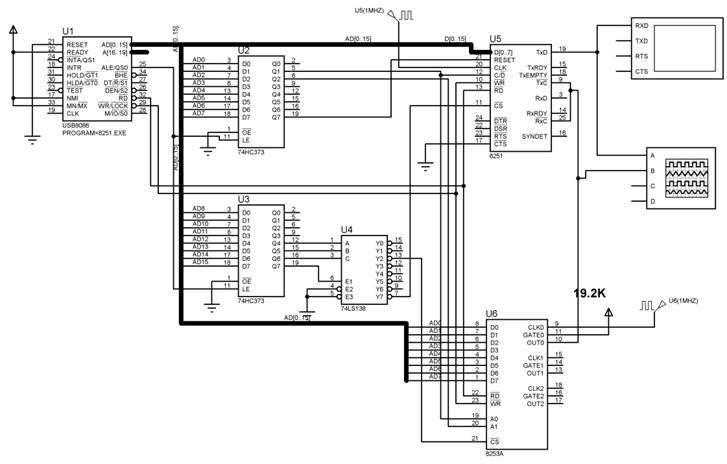 U5(1MHZ)
AD[0..15]
D[0..15]
U1
21 RESET AD[0..15]
22 READY A[16..19]
24 INTA/QS1
18 INTR ALE/QS0 25
31 HOLD/GT1 BHE 34
30 HLDA/GT0 DT/R/S1 27
23 TEST DEN/S2 26
17 NMI RD 32
33 MN/MX WR/LOCK 29
19 CLK M/IO/S0 28
USB8086
PROGRAM=8251.EXE
AD[0..15]
U2
AD0 3 D0 Q0 2
AD1 4 D1 Q1 5
AD2 7 D2 Q2 6
AD3 8 D3 Q3 9
AD4 13 D4 Q4 12
AD5 14 D5 Q5 15
AD6 17 D6 Q6 16
AD7 18 D7 Q7 19
1 OE
11 LE
74HC373
AD[0..15]
U5
D[0..7] TxD 19
21 RESET
20 CLK TxRDY 15
12 C/D TxEMPTY 18
10 WR TxC 9
13 RD
RxD 3
11 CS RxRDY 14
RxC 25
24 DTR
22 DSR
23 RTS SYNDET 16
17 CTS
8251
RXD
TXD
RTS
CTS
A
B
C
D
U3
AD8 3 D0 Q0 2
AD9 4 D1 Q1 5
AD10 7 D2 Q2 6
AD11 8 D3 Q3 9
AD12 13 D4 Q4 12
AD13 14 D5 Q5 15
AD14 17 D6 Q6 16
AD15 18 D7 Q7 19
1 OE
11 LE
74HC373
U4
1 A Y0 15
2 B Y1 14
3 C Y2 13
Y3 12
Y4 11
6 E1 Y5 10
4 E2 Y6 9
5 E3 Y7 7
74LS138
AD[0..15]
19.2K
U6(1MHZ)
U6
AD0 8 D0 CLK0 9
AD1 7 D1 GATE0 11
AD2 6 D2 OUT0 10
AD3 5 D3
AD4 4 D4 CLK1 15
AD5 3 D5 GATE1 14
AD6 2 D6 OUT1 13
AD7 1 D7
CLK2 18
22 RD GATE2 16
23 WR OUT2 17
19 A0
20 A1
21 CS
8253A